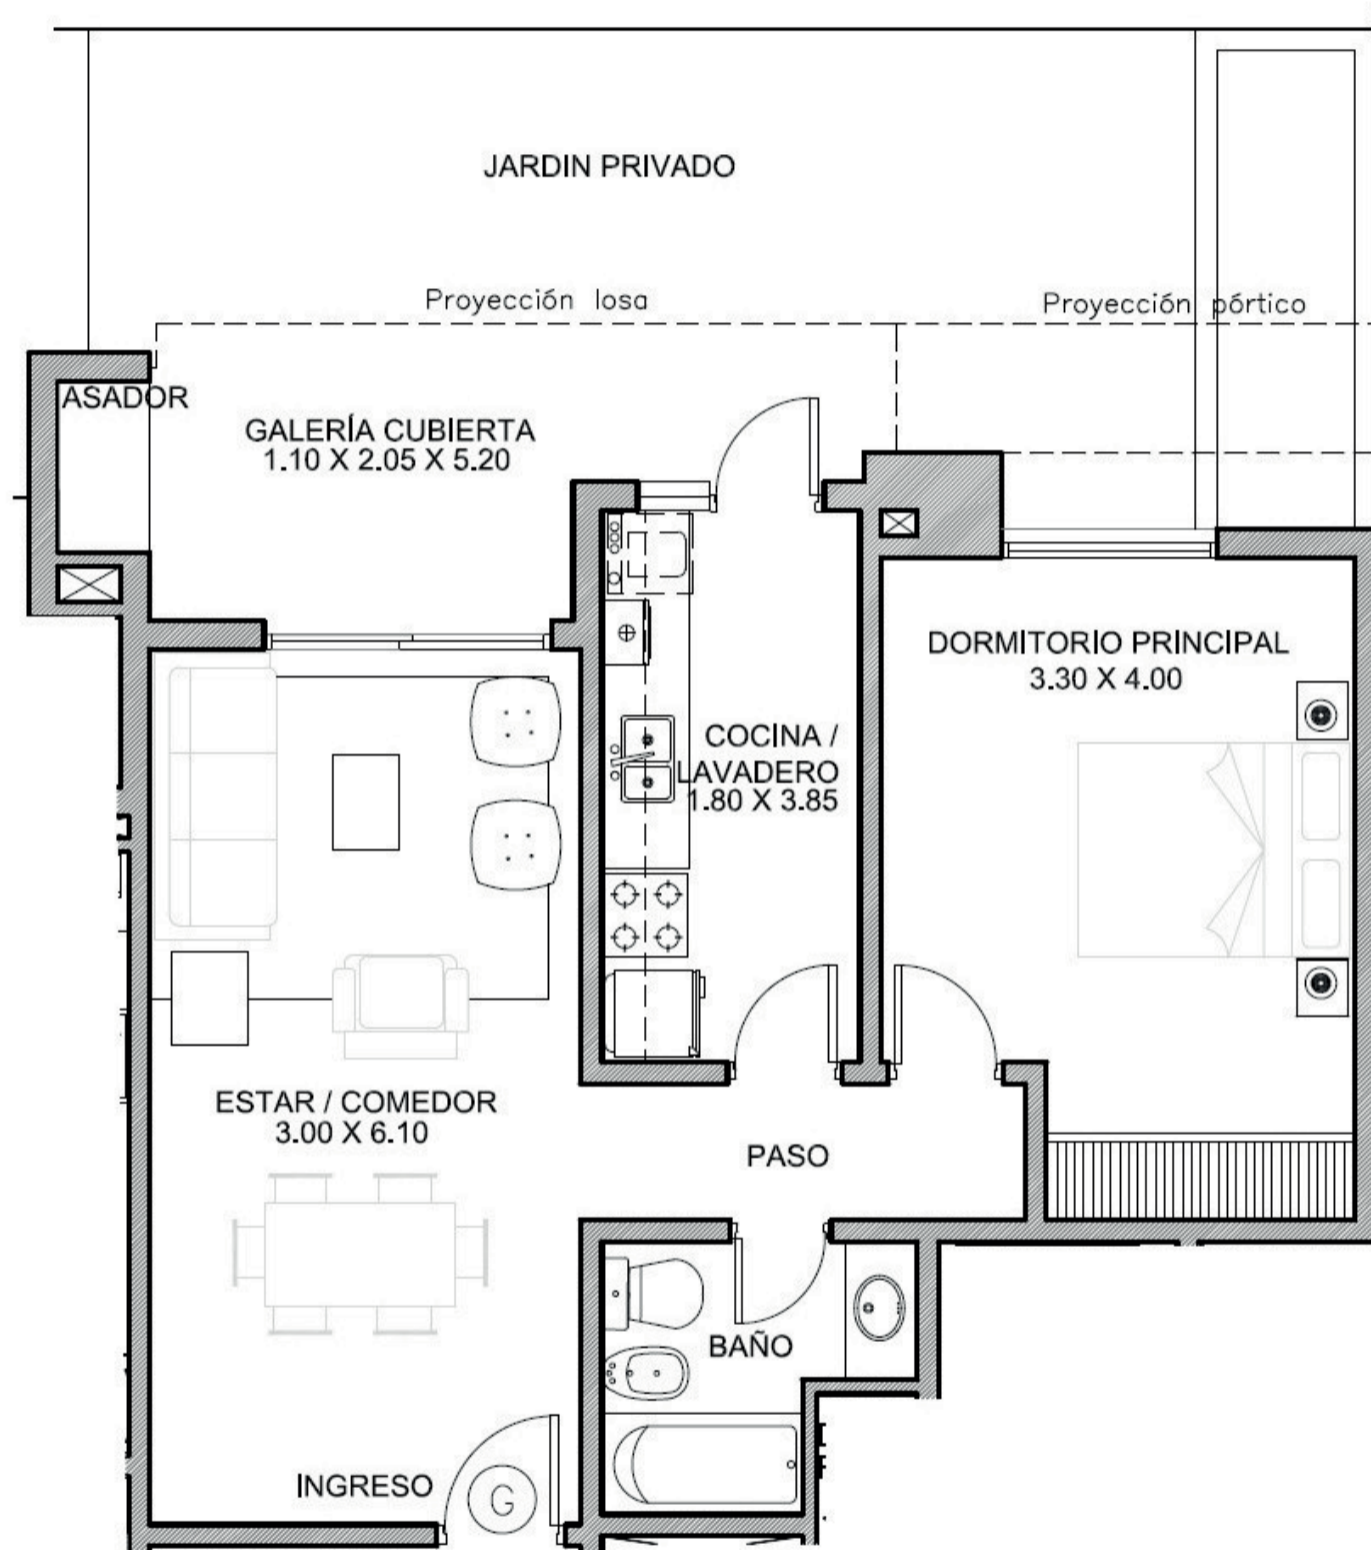 JARDIN PRIVADO
Proyección losa
Proyección pórtico
ASADOR
GALERÍA CUBIERTA
1.10 X 2.05 X 5.20
DORMITORIO PRINCIPAL
3.30 X 4.00
COCINA /
LAVADERO
1.80 X 3.85
ESTAR / COMEDOR
3.00 X 6.10
PASO
BAÑO
INGRESO
G